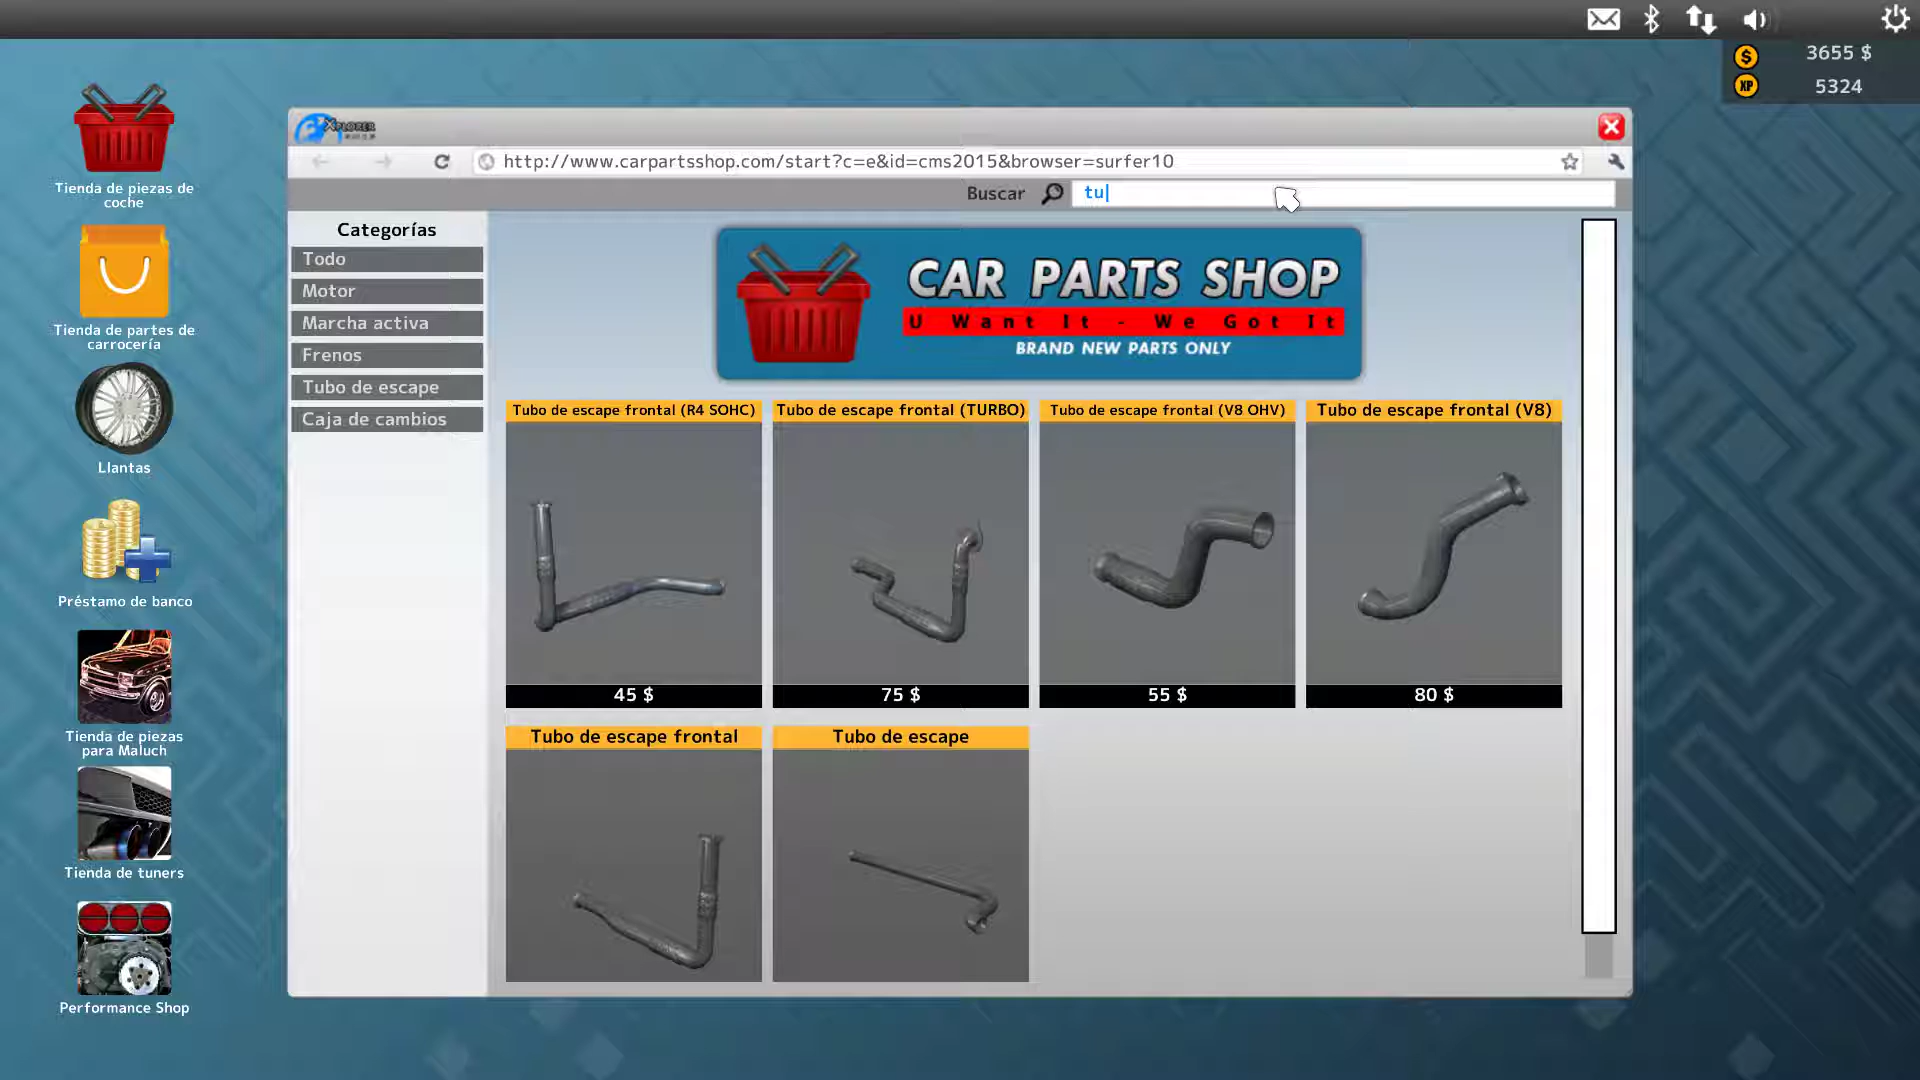 3655 $
XP 5324
Tienda de piezas de
coche
Tienda de partes de
carrocería
Llantas
Préstamo de banco
Tienda de piezas
para Maluch
Tienda de tuners
Performance Shop
http://www.carpartsshop.com/start?c=e&id=cms2015&browser=surfer10
Buscar tu
Categorías
Todo
Motor
Marcha activa
Frenos
Tubo de escape
Caja de cambios
CAR PARTS SHOP
U Want It - We Got It
BRAND NEW PARTS ONLY
Tubo de escape frontal (R4 SOHC)
45 $
Tubo de escape frontal (TURBO)
75 $
Tubo de escape frontal (V8 OHV)
55 $
Tubo de escape frontal (V8)
80 $
Tubo de escape frontal
Tubo de escape